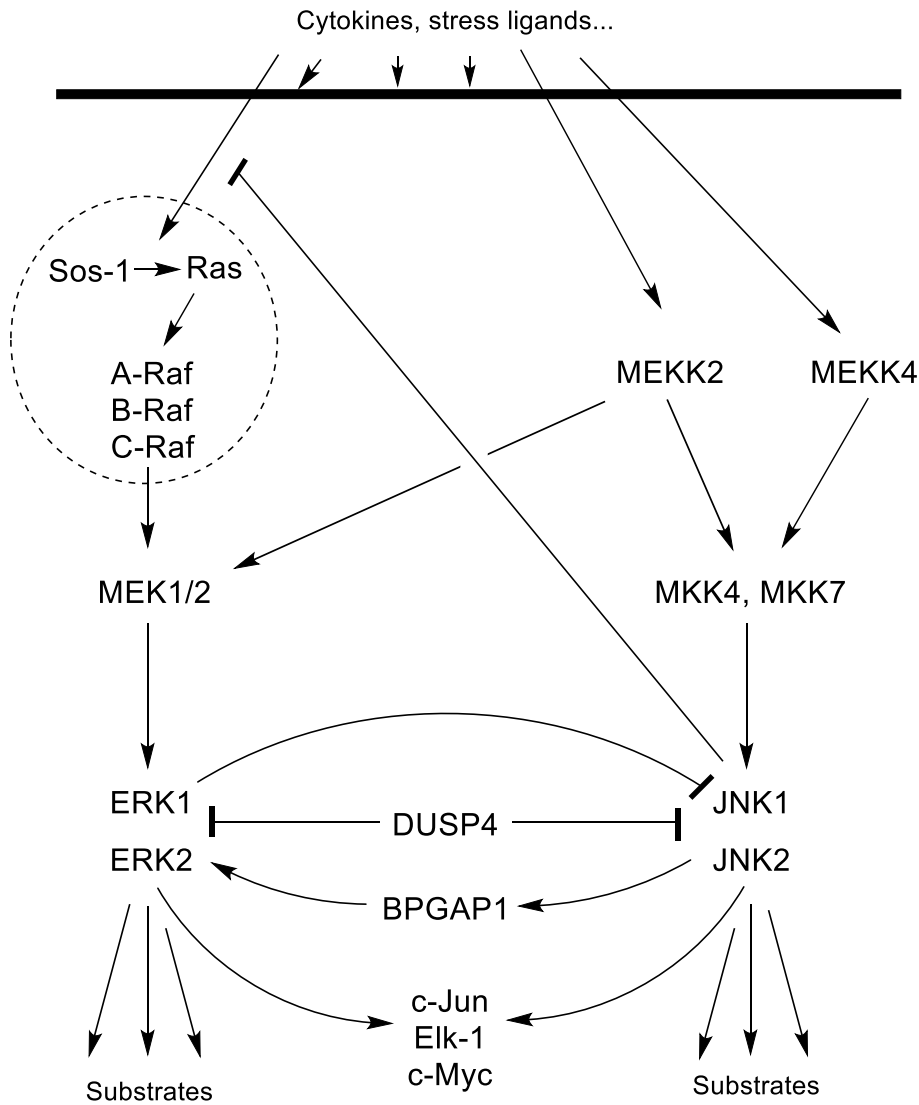 Cytokines, stress ligands...
Sos-1
Ras
A-Raf
B-Raf
C-Raf
MEKK2
MEKK4
MEK1/2
MKK4, MKK7
ERK1
JNK1
DUSP4
ERK2
JNK2
BPGAP1
c-Jun
Elk-1
c-Myc
Substrates
Substrates